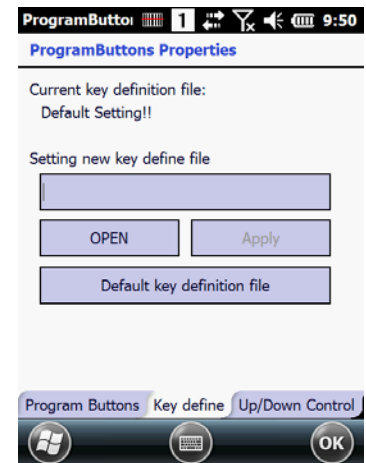 ProgramButto 1 9:50
ProgramButtons Properties
Current key definition file:
Default Setting!!
Setting new key define file
OPEN Apply
Default key definition file
Program Buttons Key define Up/Down Control
OK